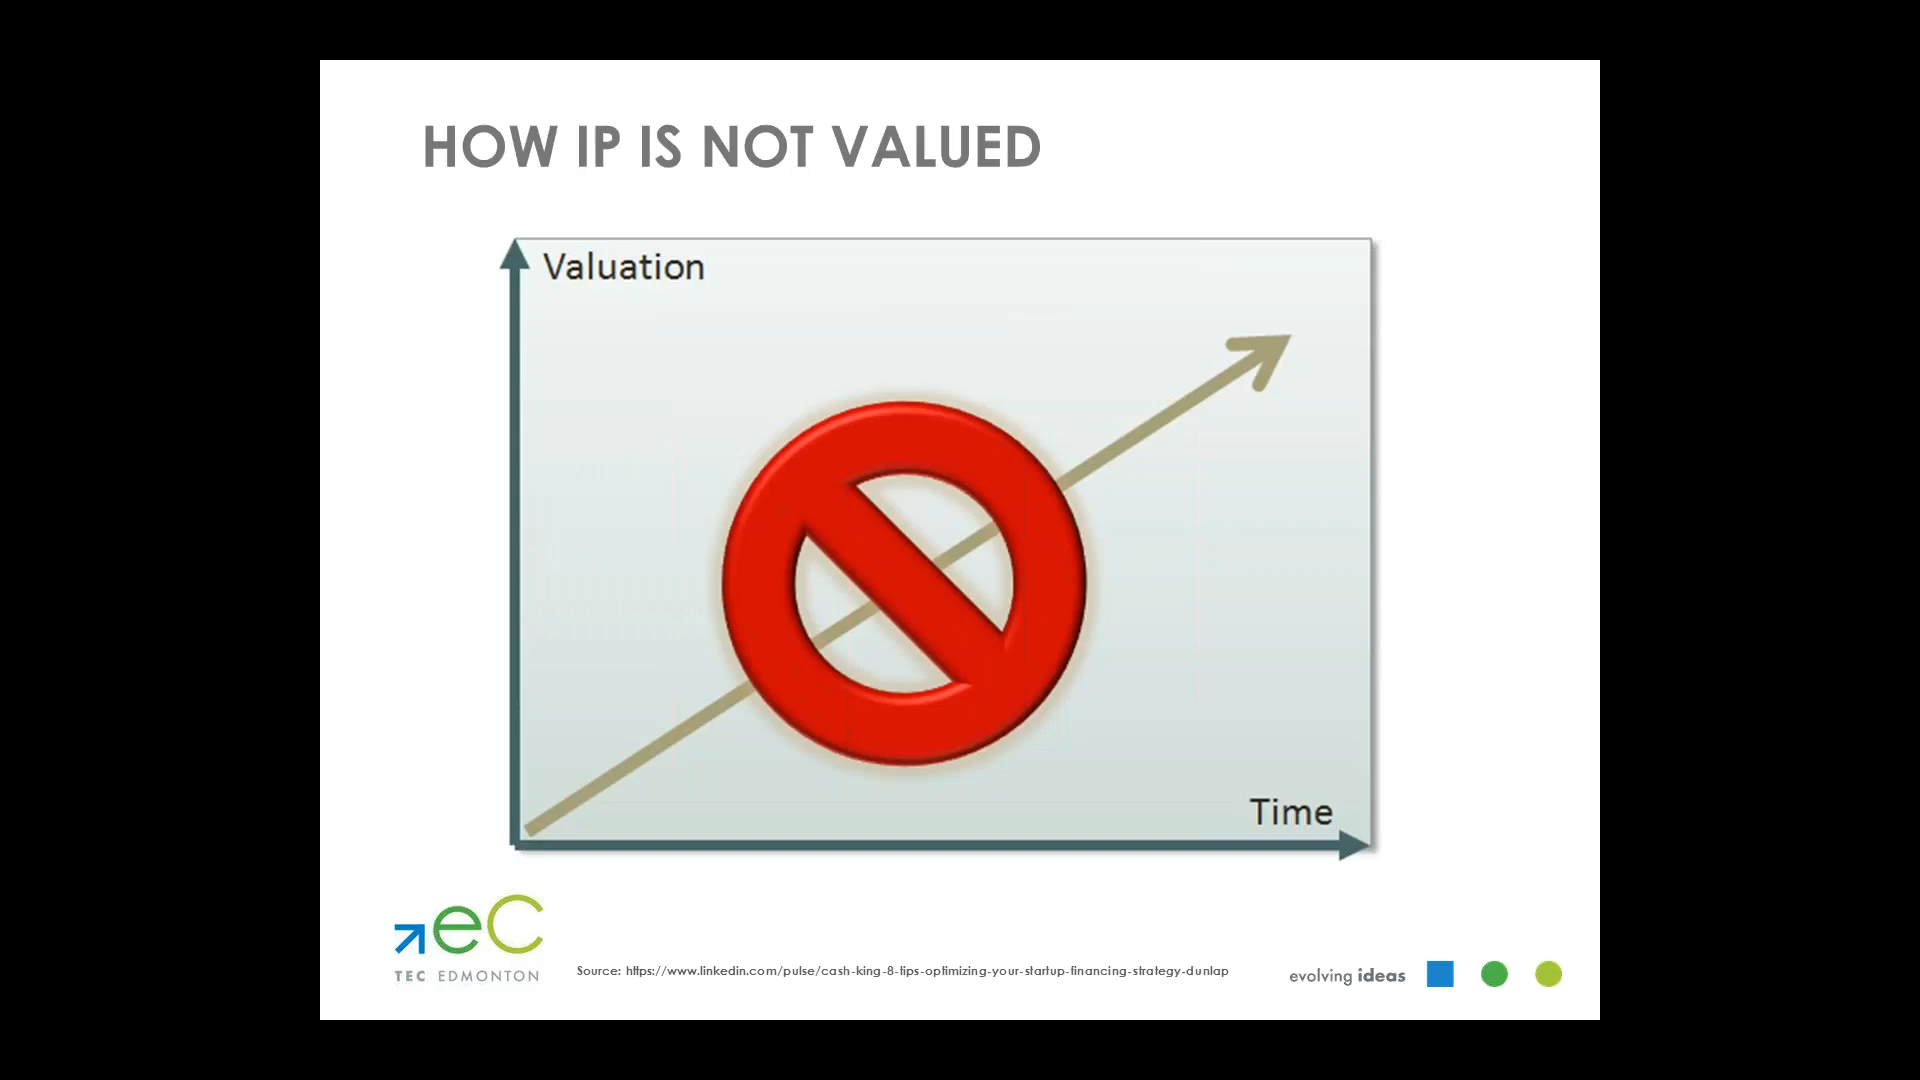 HOW IP IS NOT VALUED
Valuation
Time
eC
TEC EDMONTON
Source: https://www.linkedin.com/pulse/cash-king-8-tips-optimizing-your-startup-financing-strategy-dunlap
evolving ideas